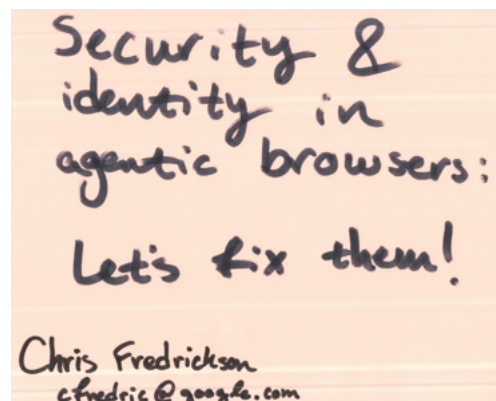 Security &
identity in
agentic browsers:
Let's fix them!
Chris Fredrickson
cfredric@google.com